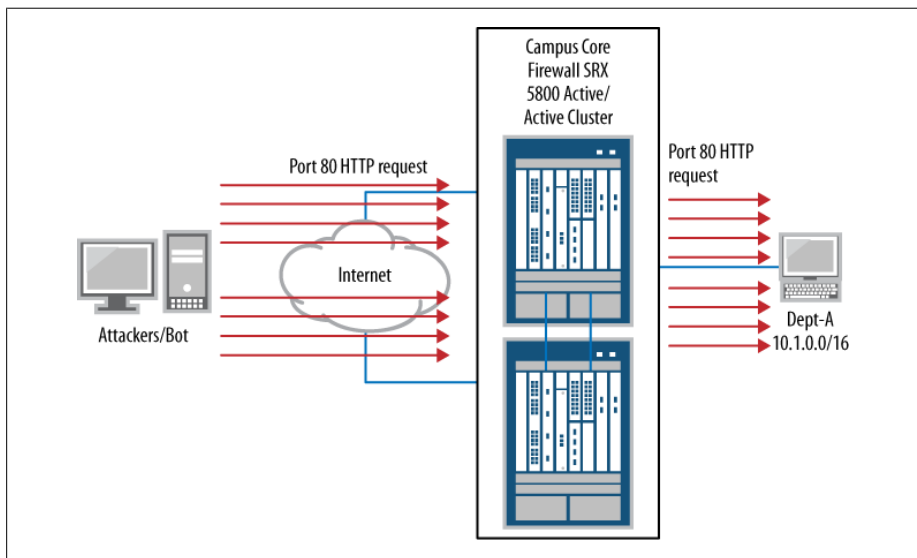 Campus Core
Firewall SRX
5800 Active/
Active Cluster
Port 80 HTTP request
Port 80 HTTP
request
Internet
Attackers/Bot
Dept-A
10.1.0.0/16